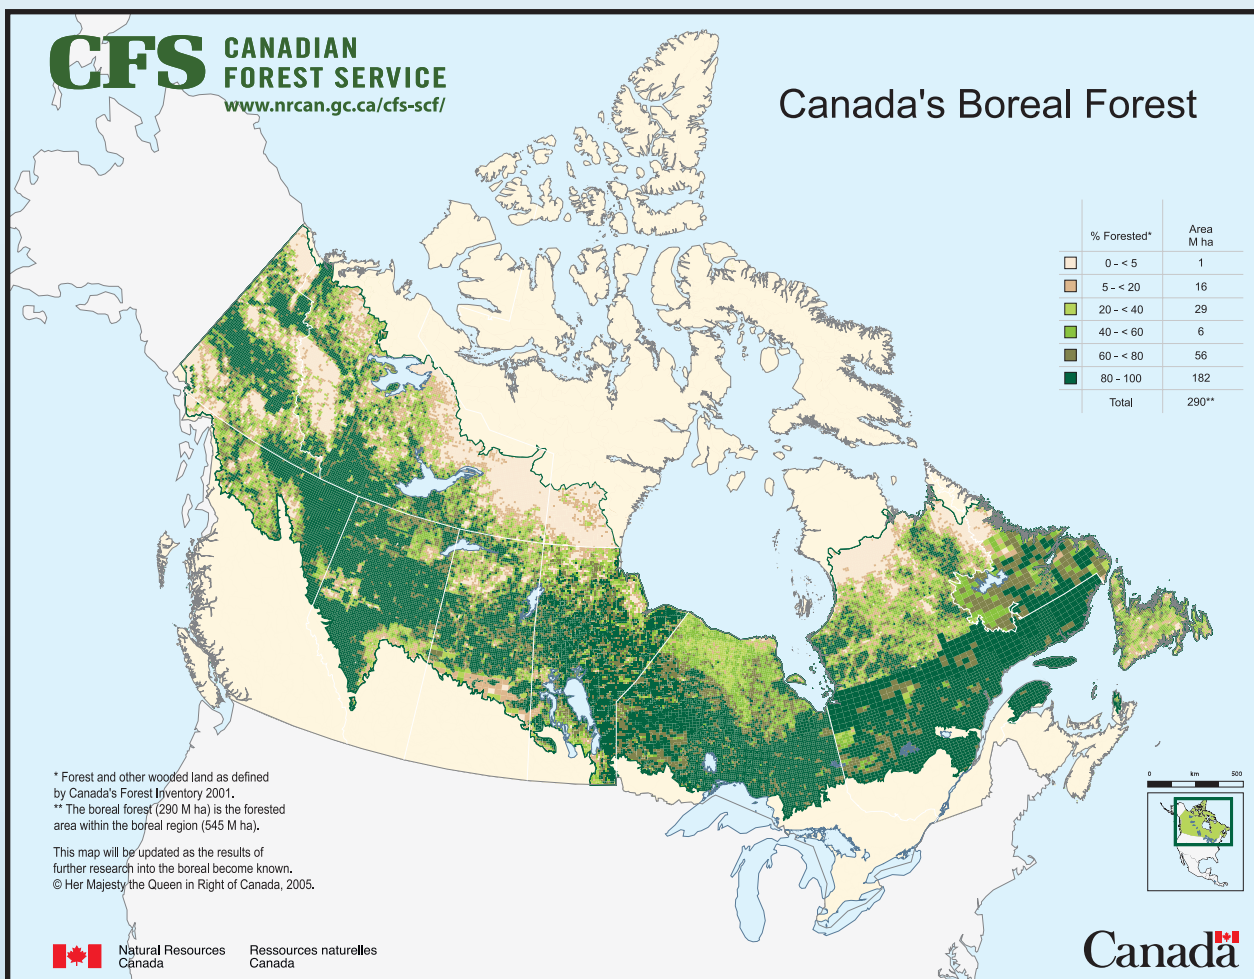 CFS CANADIAN
FOREST SERVICE
www.nrcan.gc.ca/cfs-scf/
Canada's Boreal Forest
% Forested* Area
M ha
0 - < 5 1
5 - < 20 16
20 - < 40 29
40 - < 60 6
60 - < 80 56
80 - 100 182
Total 290**
* Forest and other wooded land as defined
by Canada's Forest Inventory 2001.
** The boreal forest (290 M ha) is the forested
area within the boreal region (545 M ha).
This map will be updated as the results of
further research into the boreal become known.
© Her Majesty the Queen in Right of Canada, 2005.
0 km 500
Natural Resources Ressources naturelles
Canada Canada
Canada